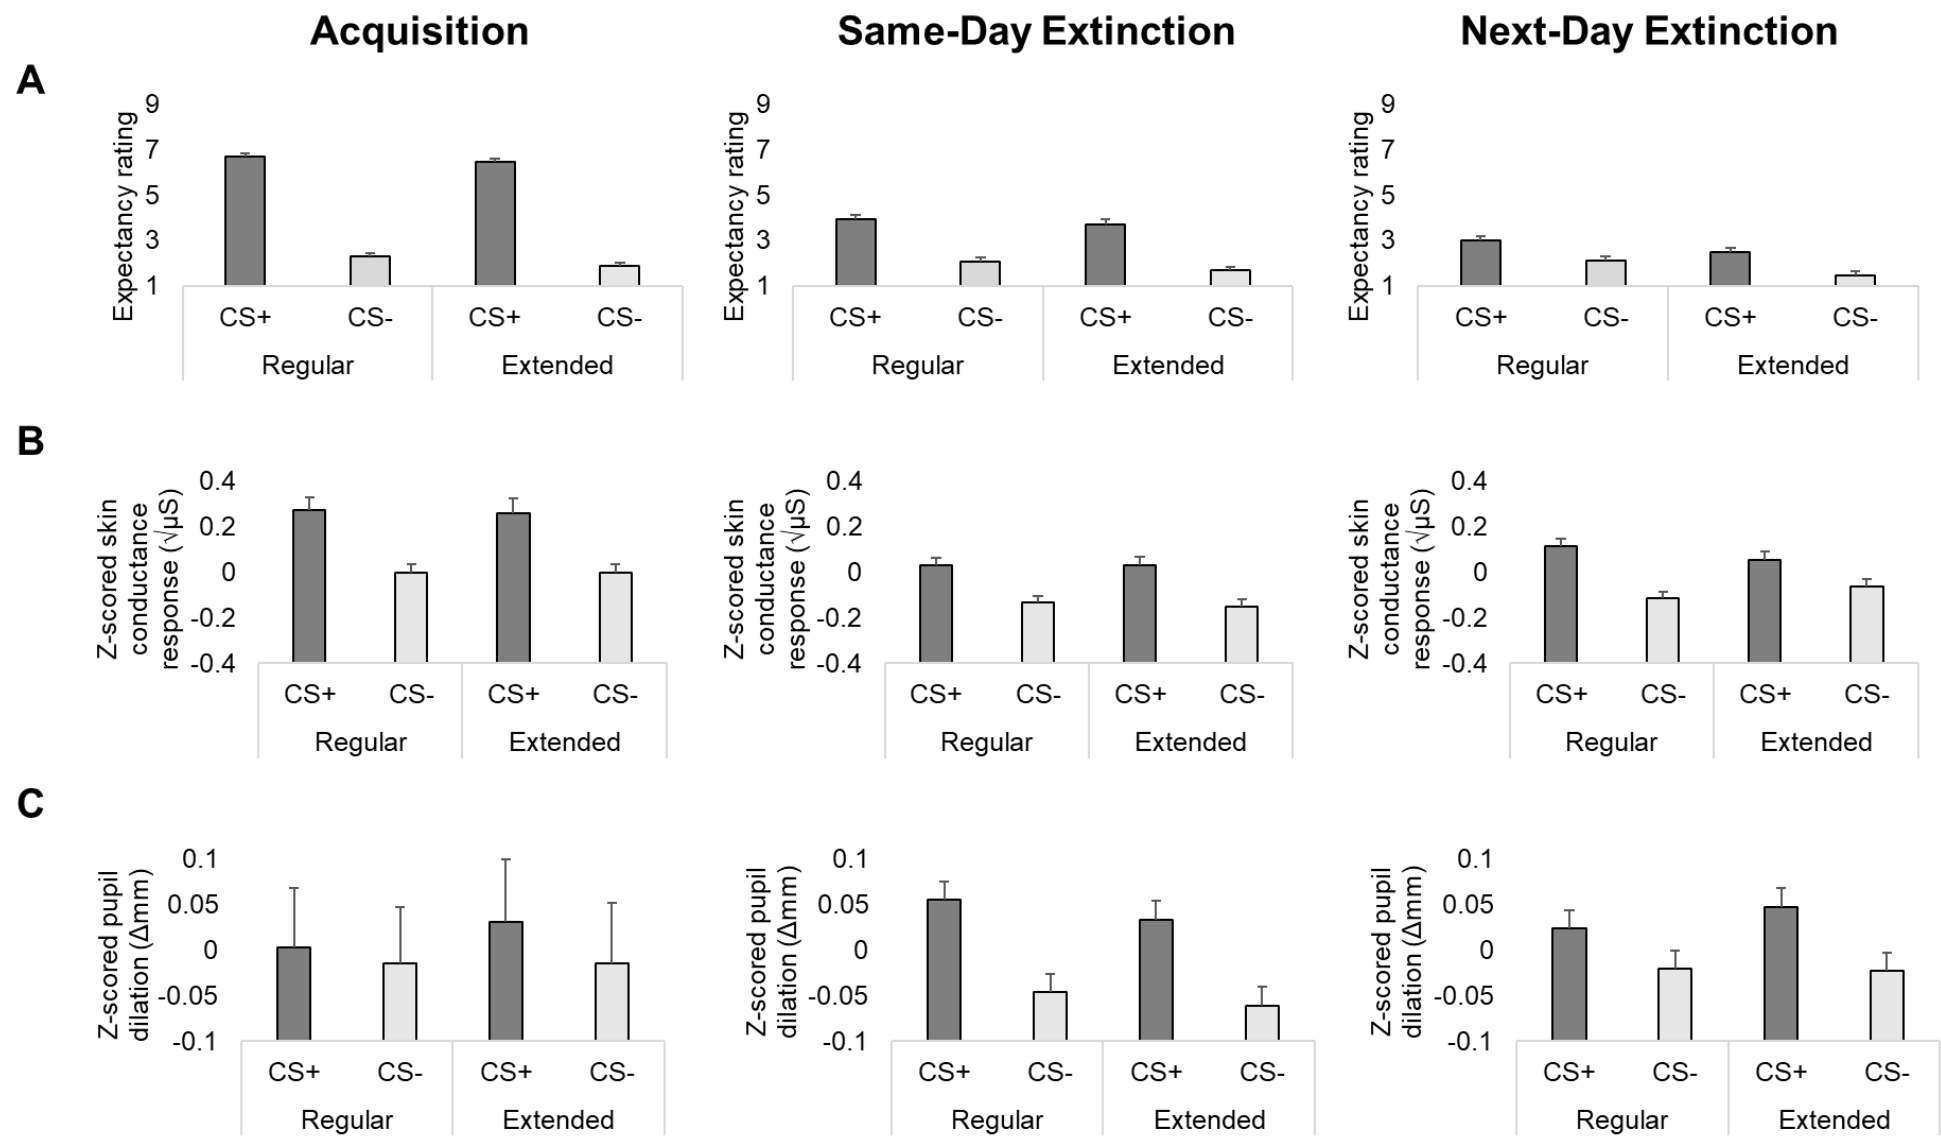 Acquisition
Same-Day Extinction
Next-Day Extinction
A
Expectancy rating
9
7
5
3
1
CS+ CS- CS+ CS-
Regular Extended
Expectancy rating
9
7
5
3
1
CS+ CS- CS+ CS-
Regular Extended
Expectancy rating
9
7
5
3
1
CS+ CS- CS+ CS-
Regular Extended
B
Z-scored skin
conductance
response (√µS)
0.4
0.2
0
-0.2
-0.4
CS+ CS- CS+ CS-
Regular Extended
Z-scored skin
conductance
response (√µS)
0.4
0.2
0
-0.2
-0.4
CS+ CS- CS+ CS-
Regular Extended
Z-scored skin
conductance
response (√µS)
0.4
0.2
0
-0.2
-0.4
CS+ CS- CS+ CS-
Regular Extended
C
Z-scored pupil
dilation (Δmm)
0.1
0.05
0
-0.05
-0.1
CS+ CS- CS+ CS-
Regular Extended
Z-scored pupil
dilation (Δmm)
0.1
0.05
0
-0.05
-0.1
CS+ CS- CS+ CS-
Regular Extended
Z-scored pupil
dilation (Δmm)
0.1
0.05
0
-0.05
-0.1
CS+ CS- CS+ CS-
Regular Extended